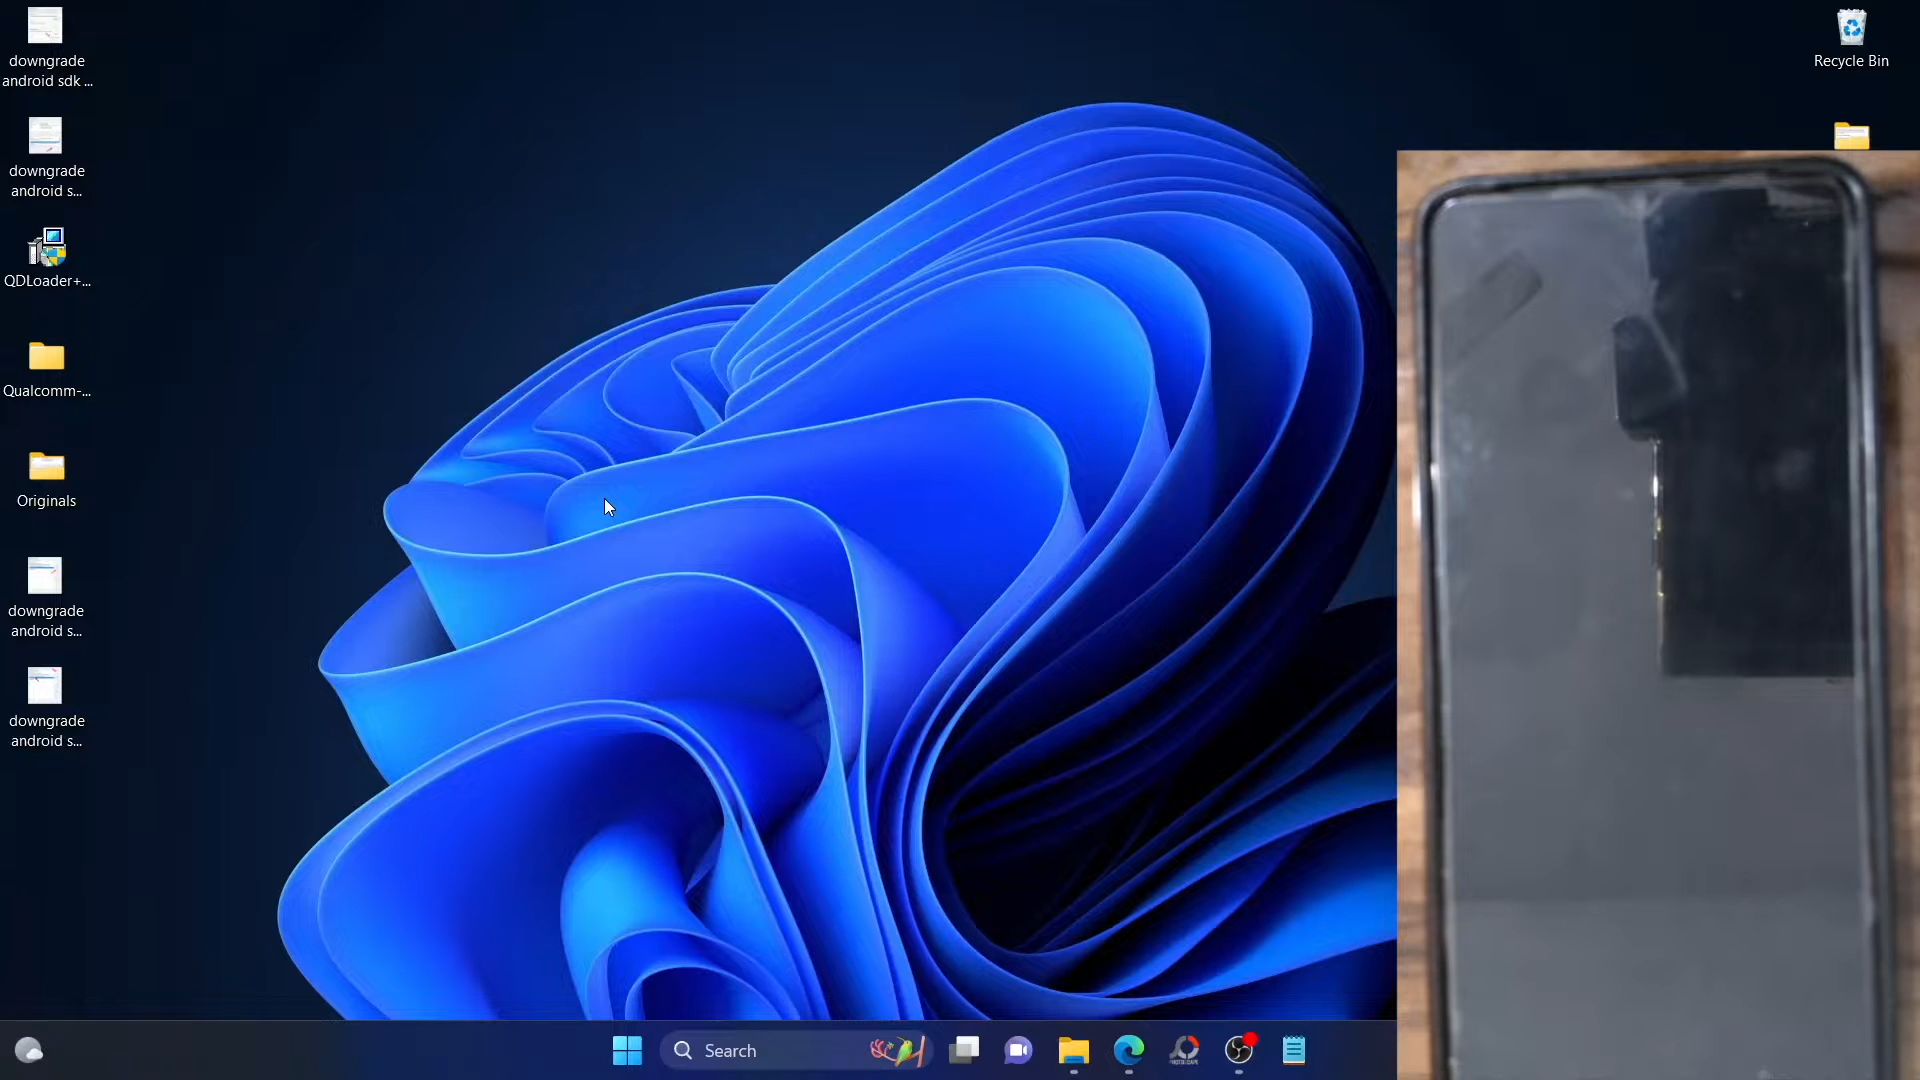 downgrade
android sdk ...
downgrade
android s...
QDLoader+...
Qualcomm-...
Originals
downgrade
android s...
downgrade
android s...
Recycle Bin
Search